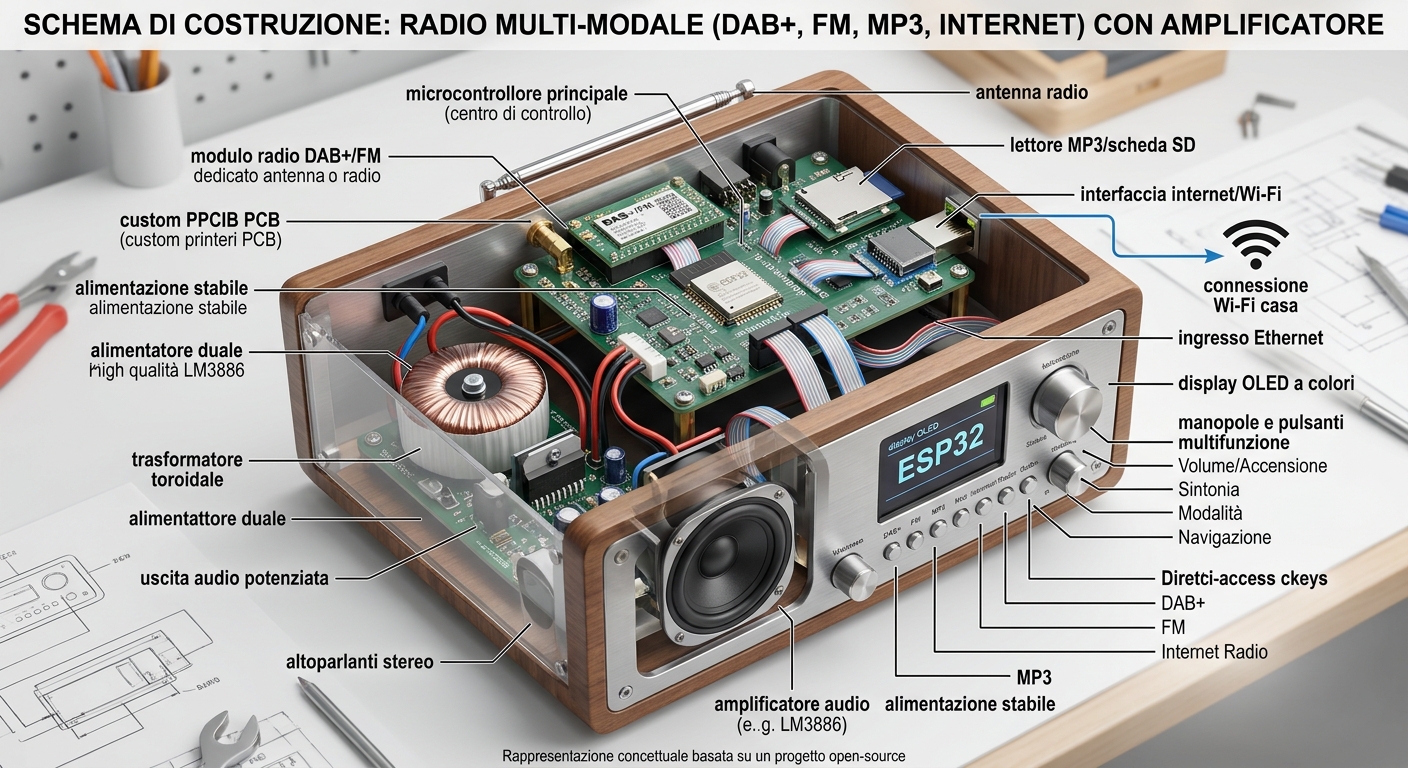 SCHEMA DI COSTRUZIONE: RADIO MULTI-MODALE (DAB+, FM, MP3, INTERNET) CON AMPLIFICATORE
microcontrollore principale
(centro di controllo)
antenna radio
modulo radio DAB+/FM
dedicato antenna o radio
lettore MP3/scheda SD
interfaccia internet/Wi-Fi
custom PPCIB PCB
(custom printeri PCB)
connessione
Wi-Fi casa
alimentazione stabile
alimentazione stabile
ingresso Ethernet
alimentatore duale
High qualità LM3886
display OLED a colori
manopole e pulsanti
multifunzione
Volume/Accensione
Sintonia
Modalità
Navigazione
display OLED
ESP32
trasformatore
toroidale
alimentattore duale
uscita audio potenziata
DAB+
FM
Diretci-access ckeys
DAB+
FM
Internet Radio
altoparlanti stereo
MP3
amplificatore audio
(e..g. LM3886)
alimentazione stabile
Rappresentazione concettuale basata su un progetto open-source